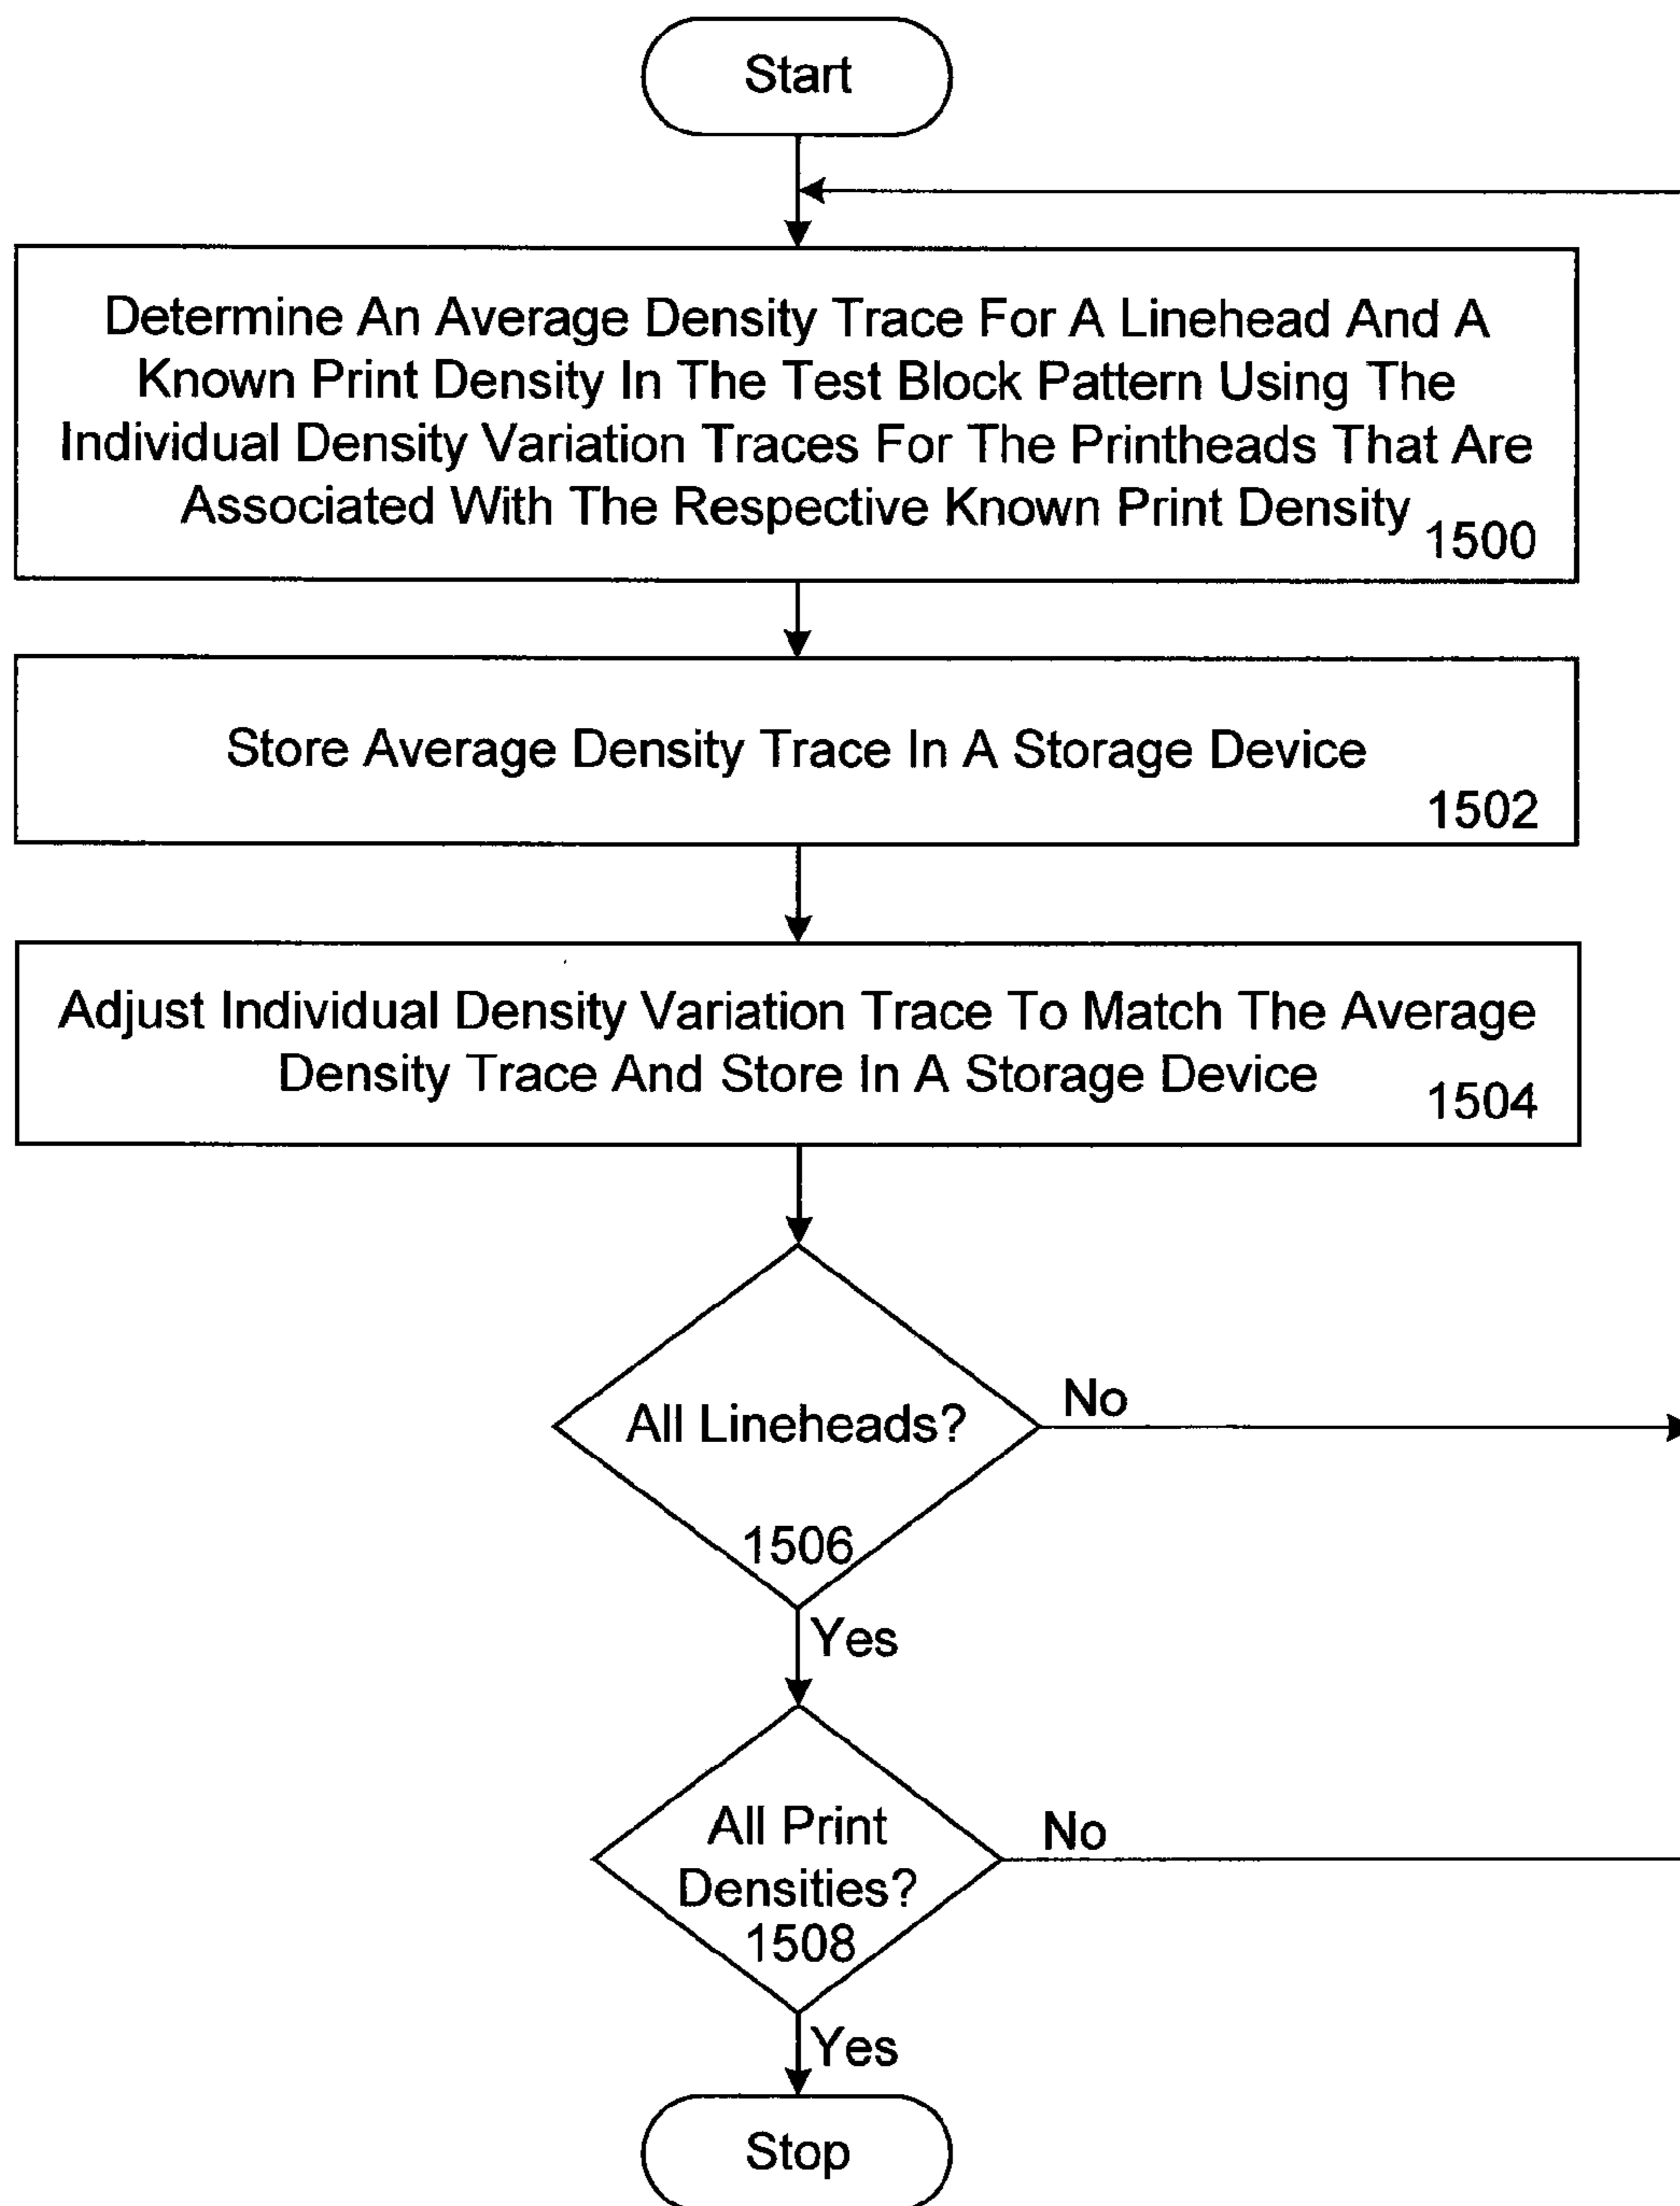 Start
Determine An Average Density Trace For A Linehead And A
Known Print Density In The Test Block Pattern Using The
Individual Density Variation Traces For The Printheads That Are
Associated With The Respective Known Print Density
1500
Store Average Density Trace In A Storage Device
1502
Adjust Individual Density Variation Trace To Match The Average
Density Trace And Store In A Storage Device
1504
All Lineheads?
No
1506
Yes
All Print
Densities?
No
1508
Yes
Stop